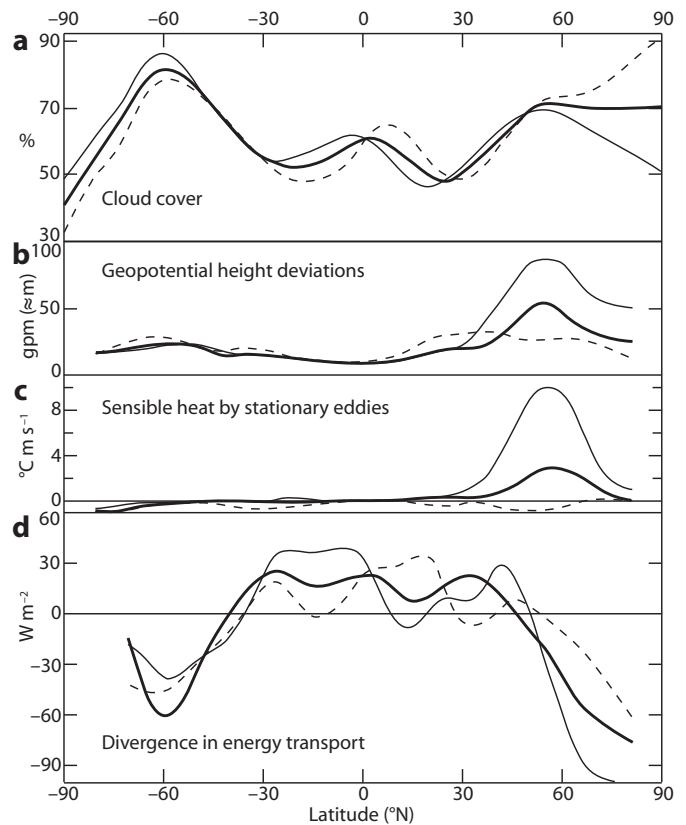 −90 −60 −30 0 30 60 90
a
90
70
%
50
30
Cloud cover
b
100
50
0
gpm (≈m)
Geopotential height deviations
c
8
4
0
°C m s⁻¹
Sensible heat by stationary eddies
d
60
30
0
−30
−60
−90
W m⁻²
Divergence in energy transport
−90 −60 −30 0 30 60 90
Latitude (°N)